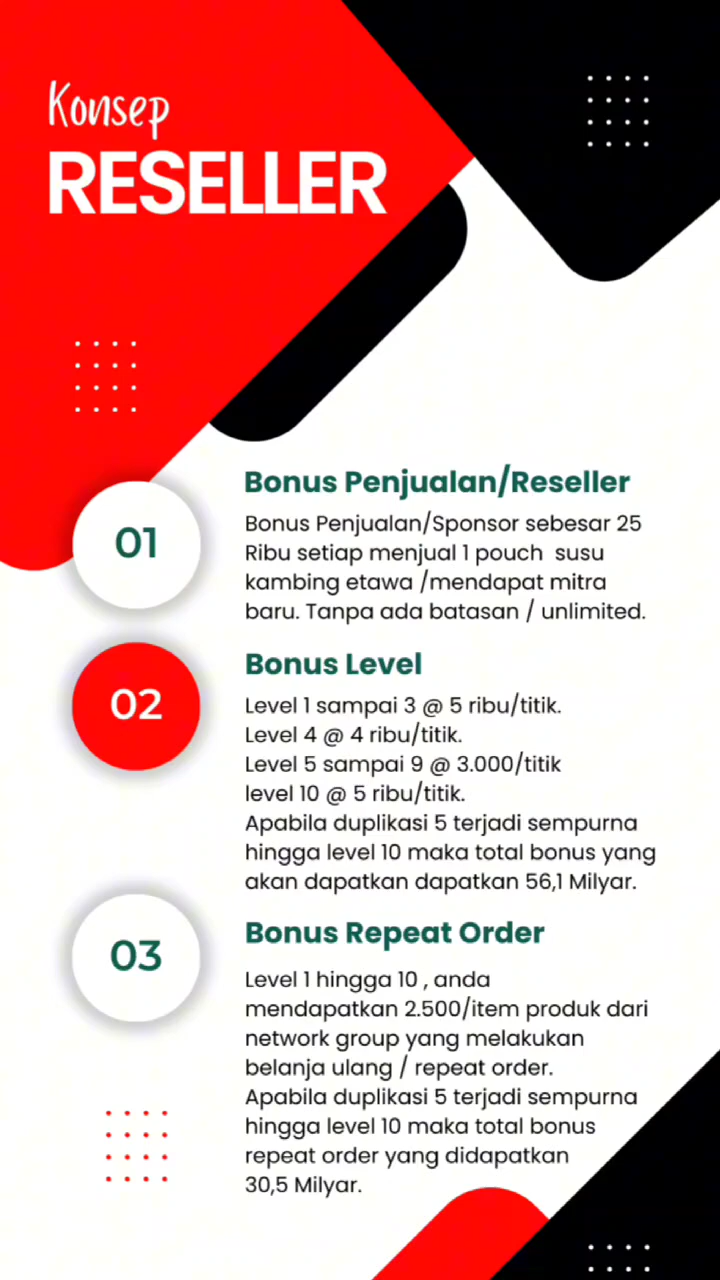 Konsep
RESELLER
01
Bonus Penjualan/Reseller
Bonus Penjualan/Sponsor sebesar 25
Ribu setiap menjual 1 pouch susu
kambing etawa /mendapat mitra
baru. Tanpa ada batasan / unlimited.
02
Bonus Level
Level 1 sampai 3 @ 5 ribu/titik.
Level 4 @ 4 ribu/titik.
Level 5 sampai 9 @ 3.000/titik
level 10 @ 5 ribu/titik.
Apabila duplikasi 5 terjadi sempurna
hingga level 10 maka total bonus yang
akan dapatkan dapatkan 56,1 Milyar.
03
Bonus Repeat Order
Level 1 hingga 10 , anda
mendapatkan 2.500/item produk dari
network group yang melakukan
belanja ulang / repeat order.
Apabila duplikasi 5 terjadi sempurna
hingga level 10 maka total bonus
repeat order yang didapatkan
30,5 Milyar.